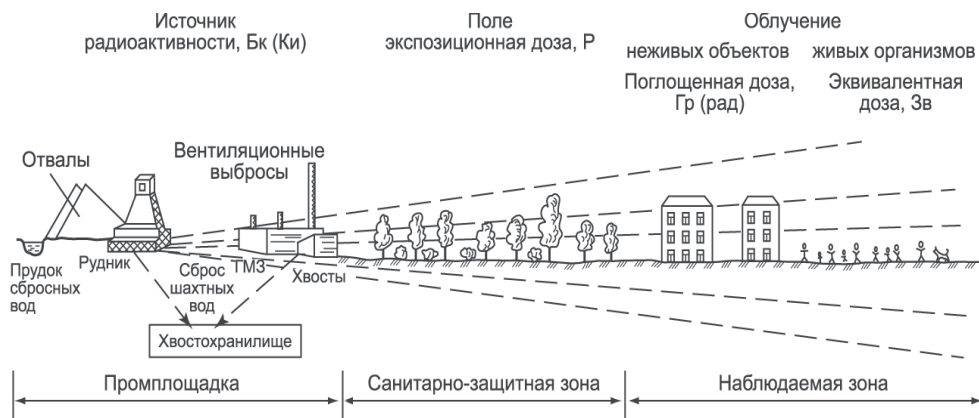 Источник
радиоактивности, Бк (Ки)
Поле
экспозиционная доза, Р
Облучение
неживых объектов
живых организмов
Поглощенная доза,
Гр (рад)
Эквивалентная
доза, Зв
Отвалы
Вентиляционные
выбросы
Прудок
сбросных
вод
Рудник
Сброс
шахтных
вод
ТМЗ
Хвосты
Хвостохранилище
Промплощадка
Санитарно-защитная зона
Наблюдаемая зона